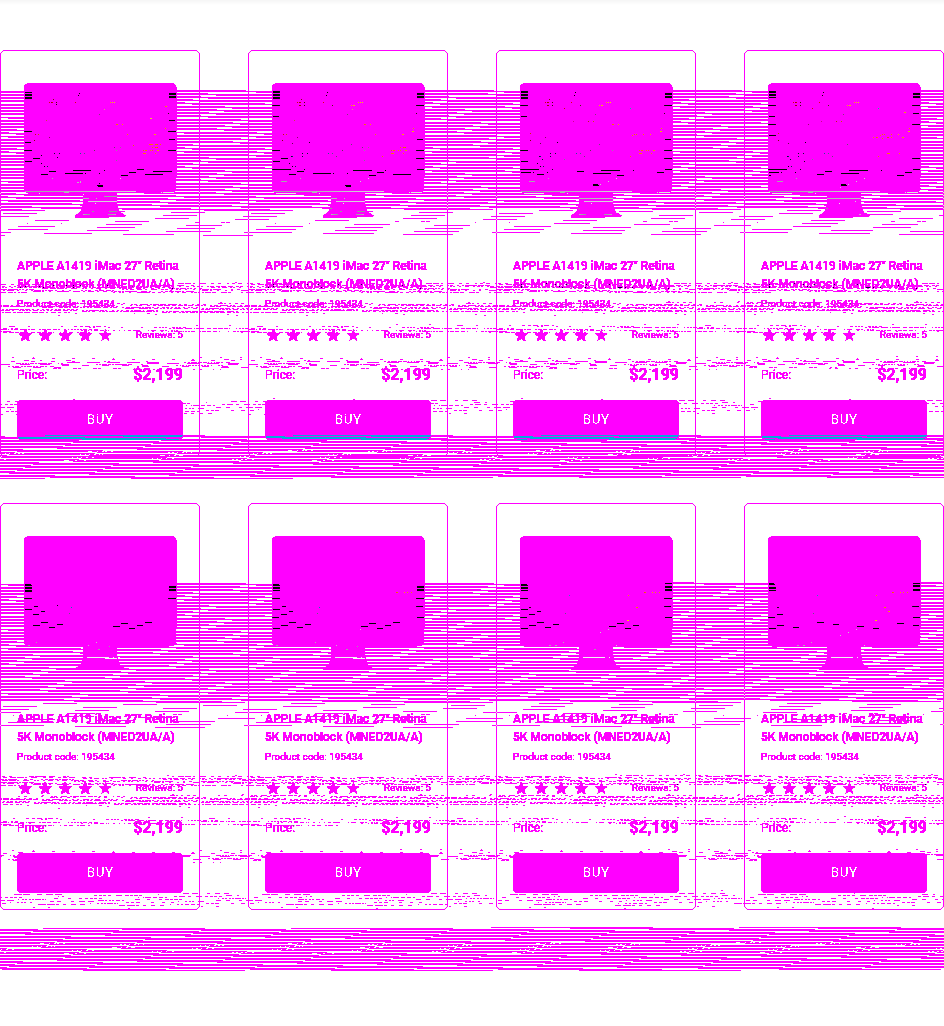 APPLE A1419 iMac 27" Retina
5K Monoblock (MNED2UA/A)
Product code: 195434
Reviews: 5
Price: $2,199
BUY
APPLE A1419 iMac 27" Retina
5K Monoblock (MNED2UA/A)
Product code: 195434
Reviews: 5
Price: $2,199
BUY
APPLE A1419 iMac 27" Retina
5K Monoblock (MNED2UA/A)
Product code: 195434
Reviews: 5
Price: $2,199
BUY
APPLE A1419 iMac 27" Retina
5K Monoblock (MNED2UA/A)
Product code: 195434
Reviews: 5
Price: $2,199
BUY
APPLE A1419 iMac 27" Retina
5K Monoblock (MNED2UA/A)
Product code: 195434
Reviews: 5
Price: $2,199
BUY
APPLE A1419 iMac 27" Retina
5K Monoblock (MNED2UA/A)
Product code: 195434
Reviews: 5
Price: $2,199
BUY
APPLE A1419 iMac 27" Retina
5K Monoblock (MNED2UA/A)
Product code: 195434
Reviews: 5
Price: $2,199
BUY
APPLE A1419 iMac 27" Retina
5K Monoblock (MNED2UA/A)
Product code: 195434
Reviews: 5
Price: $2,199
BUY